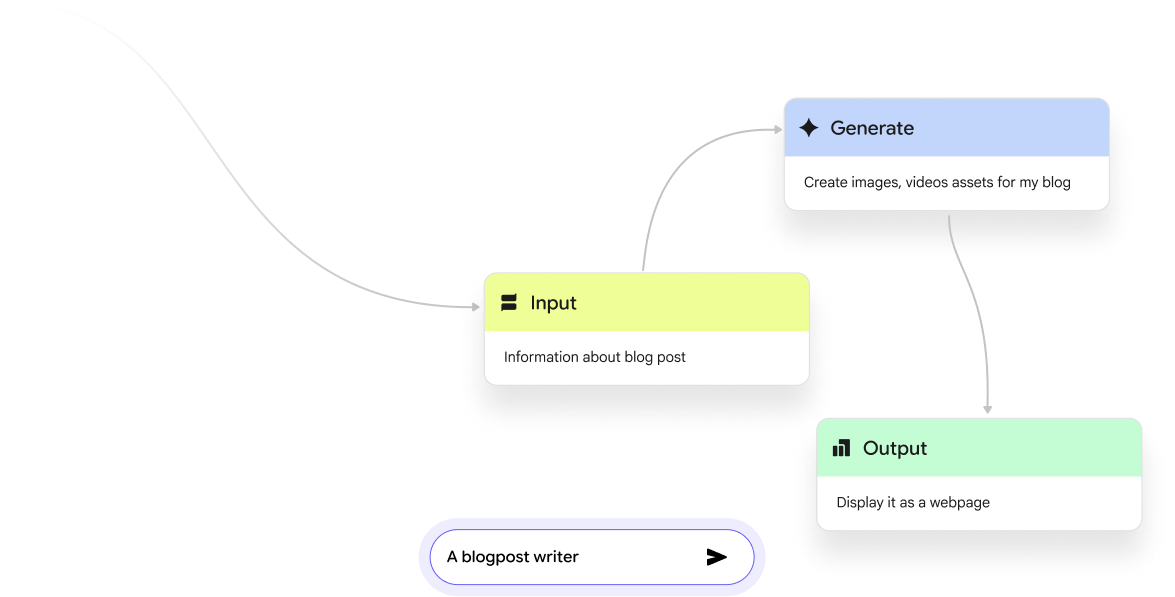 Generate
Create images, videos assets for my blog
Input
Information about blog post
Output
Display it as a webpage
A blogpost writer